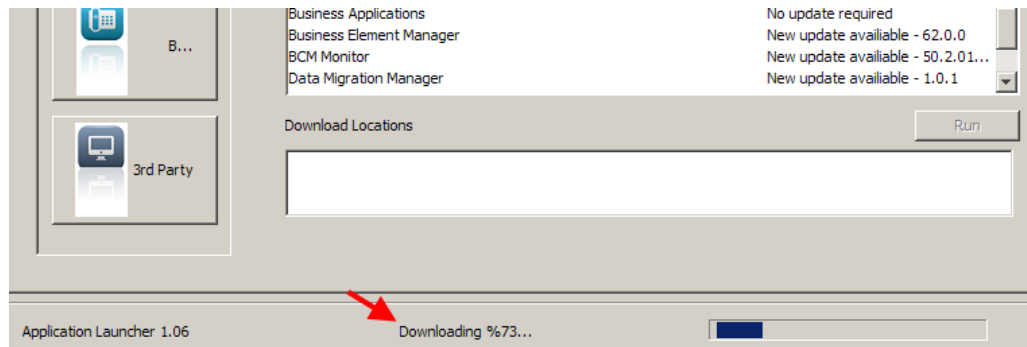 Business Applications No update required
Business Element Manager New update availiable - 62.0.0
B...
BCM Monitor New update availiable - 50.2.01...
Data Migration Manager New update availiable - 1.0.1
Download Locations Run
3rd Party
Application Launcher 1.06 Downloading %73...